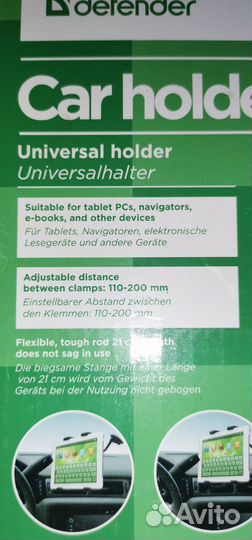 defender
Car holde
Universal holder
Universalhalter
Suitable for tablet PCs, navigators,
e-books, and other devices
Für Tablets, Navigatoren, elektronische
Lesegeräte und andere Geräte
Adjustable distance
between clamps: 110-200 mm
Einstellbarer Abstand zwischen
den Klemmen: 110-200 mm
Flexible, tough rod 21 cm length
does not sag in use
Die biegsame Stange mit einer Länge
von 21 cm wird vom Gewicht des
Geräts bei der Nutzung nicht gebogen
Avito